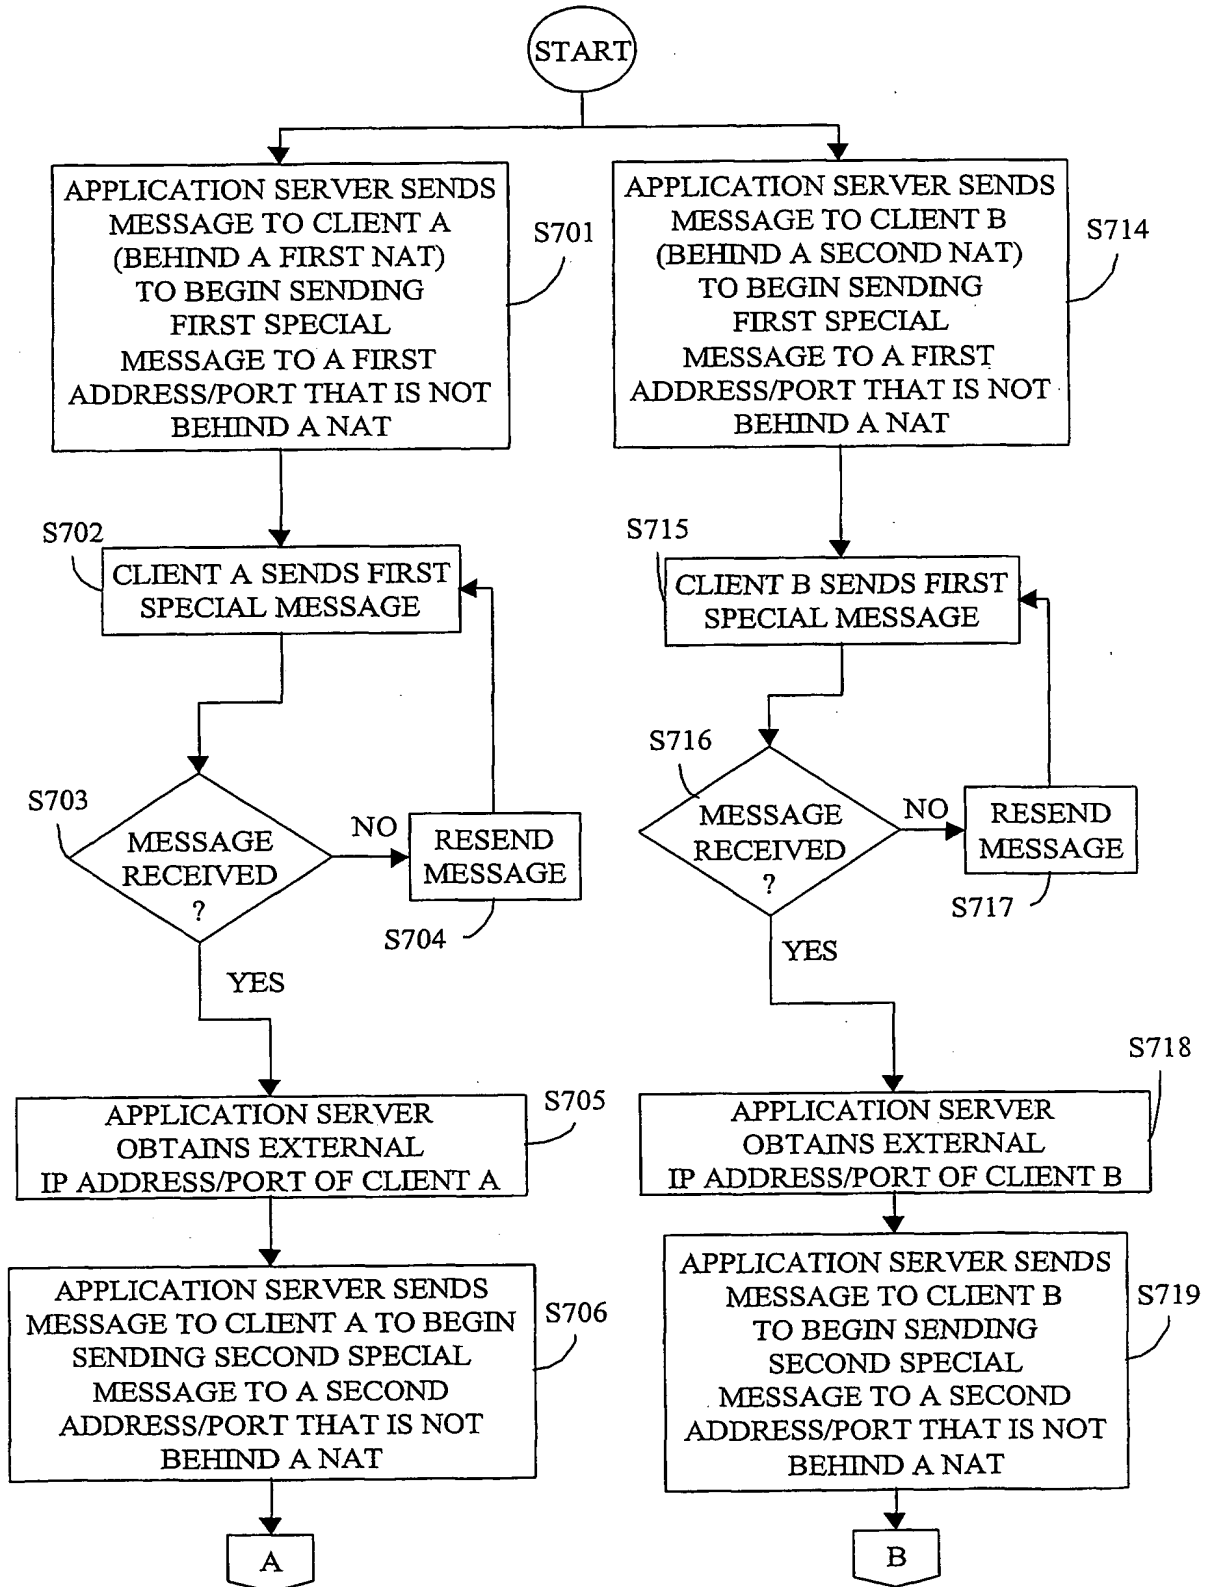 START
APPLICATION SERVER SENDS
MESSAGE TO CLIENT A
(BEHIND A FIRST NAT)
TO BEGIN SENDING
FIRST SPECIAL
MESSAGE TO A FIRST
ADDRESS/PORT THAT IS NOT
BEHIND A NAT
S701
APPLICATION SERVER SENDS
MESSAGE TO CLIENT B
(BEHIND A SECOND NAT)
TO BEGIN SENDING
FIRST SPECIAL
MESSAGE TO A FIRST
ADDRESS/PORT THAT IS NOT
BEHIND A NAT
S714
S702
CLIENT A SENDS FIRST
SPECIAL MESSAGE
S715
CLIENT B SENDS FIRST
SPECIAL MESSAGE
S703
MESSAGE
RECEIVED
?
NO
RESEND
MESSAGE
S704
YES
S716
MESSAGE
RECEIVED
?
NO
RESEND
MESSAGE
S717
YES
APPLICATION SERVER
OBTAINS EXTERNAL
IP ADDRESS/PORT OF CLIENT A
S705
APPLICATION SERVER
OBTAINS EXTERNAL
IP ADDRESS/PORT OF CLIENT B
S718
APPLICATION SERVER SENDS
MESSAGE TO CLIENT A TO BEGIN
SENDING SECOND SPECIAL
MESSAGE TO A SECOND
ADDRESS/PORT THAT IS NOT
BEHIND A NAT
S706
APPLICATION SERVER SENDS
MESSAGE TO CLIENT B
TO BEGIN SENDING
SECOND SPECIAL
MESSAGE TO A SECOND
ADDRESS/PORT THAT IS NOT
BEHIND A NAT
S719
A
B